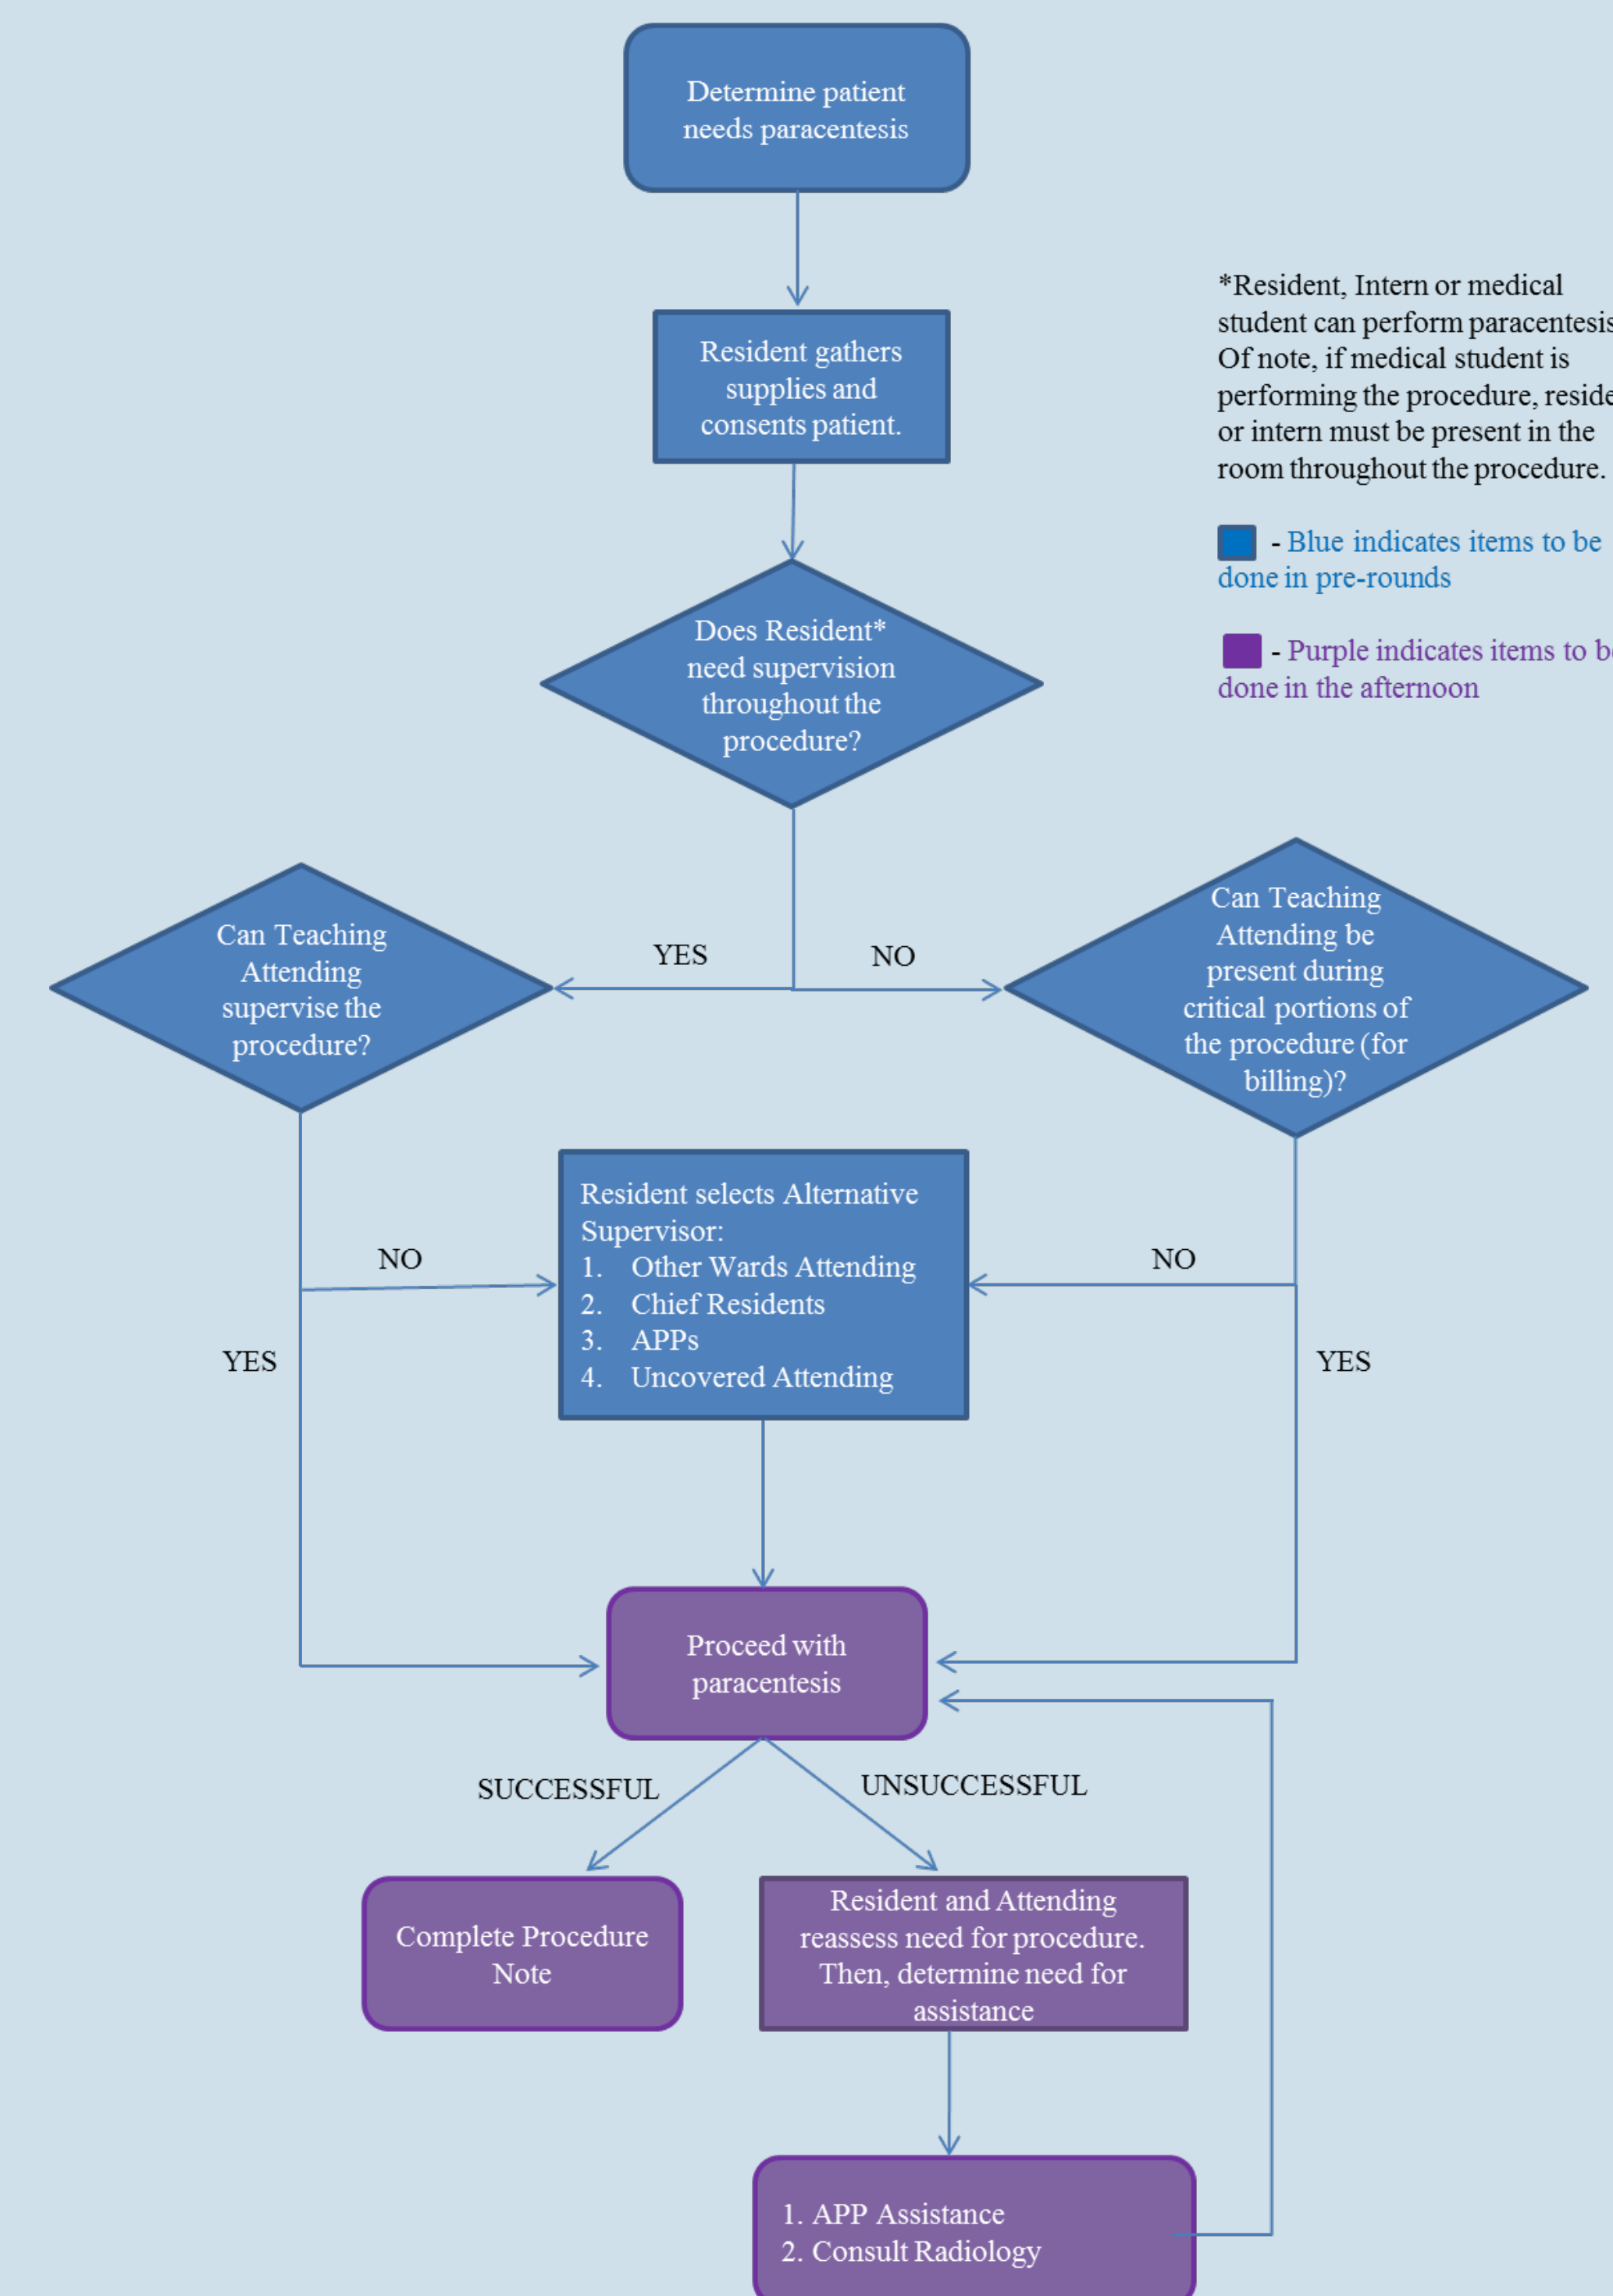 Determine patient
needs paracentesis
*Resident, Intern or medical
student can perform paracentesis
Of note, if medical student is
performing the procedure,
or intern must be present in the
room throughout the procedure.
Resident gathers
supplies and
consents patient.
- Blue indicates items to be
done in pre-rounds
- Purple indicates items to
done in the afternoon
Does Resident*
need supervision
throughout the
procedure?
YES
NO
Can Teaching
Attending
supervise the
procedure?
Can Teaching
Attending be
present during
critical portions of
the procedure (for
billing)?
Resident selects Alternative
Supervisor:
1. Other Wards Attending
2. Chief Residents
3. APPs
4. Uncovered Attending
NO
NO
YES
YES
Proceed with
paracentesis
SUCCESSFUL
UNSUCCESSFUL
Complete Procedure
Note
Resident and Attending
reassess need for procedure.
Then, determine need for
assistance
1. APP Assistance
2. Consult Radiology